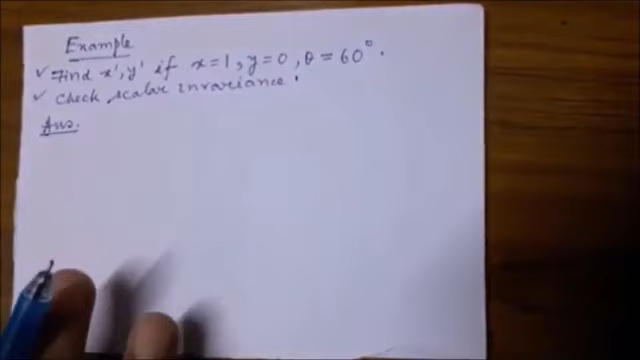 Example
✓ Find x', y' if x=1, y=0, θ = 60°.
✓ Check scalar invariance.
Ans.